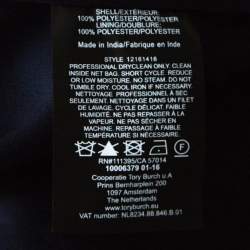 SHELL/EXTÉRIEUR:
100% POLYESTER/POLYESTER
LINING/DOUBLURE:
100% POLYESTER/POLYESTER
Made in India/Fabrique en Inde
STYLE 12161416
PROFESSIONAL DRYCLEAN ONLY. CLEAN
INSIDE NET BAG. SHORT CYCLE. REDUCE
OR LOW MOISTURE. NO STEAM. DO NOT
TUMBLE DRY. COOL IRON IF NECESSARY.
NETTOYAGE À SEC PROFESSIONNEL
SEULEMENT. NETTOYAGE DANS UN FILET
DE LAVAGE. CYCLE DÉLICAT FAIBLE
HUMIDITÉ. NE PAS REPASSER À LA
VAPEUR. NE PAS SÉCHER EN MACHINE.
REPASSAGE À FAIBLE
TEMPÉRATURE SI NÉCESSAIRE.
F
RN#111395/CA 57014
10006379 01-16
Cooperatie Tory Burch u.A
Prins Bernhardplein 200
1097 Amsterdam
The Netherlands
www.toryburch.com
VAT number: NL8234.88.846.B.01